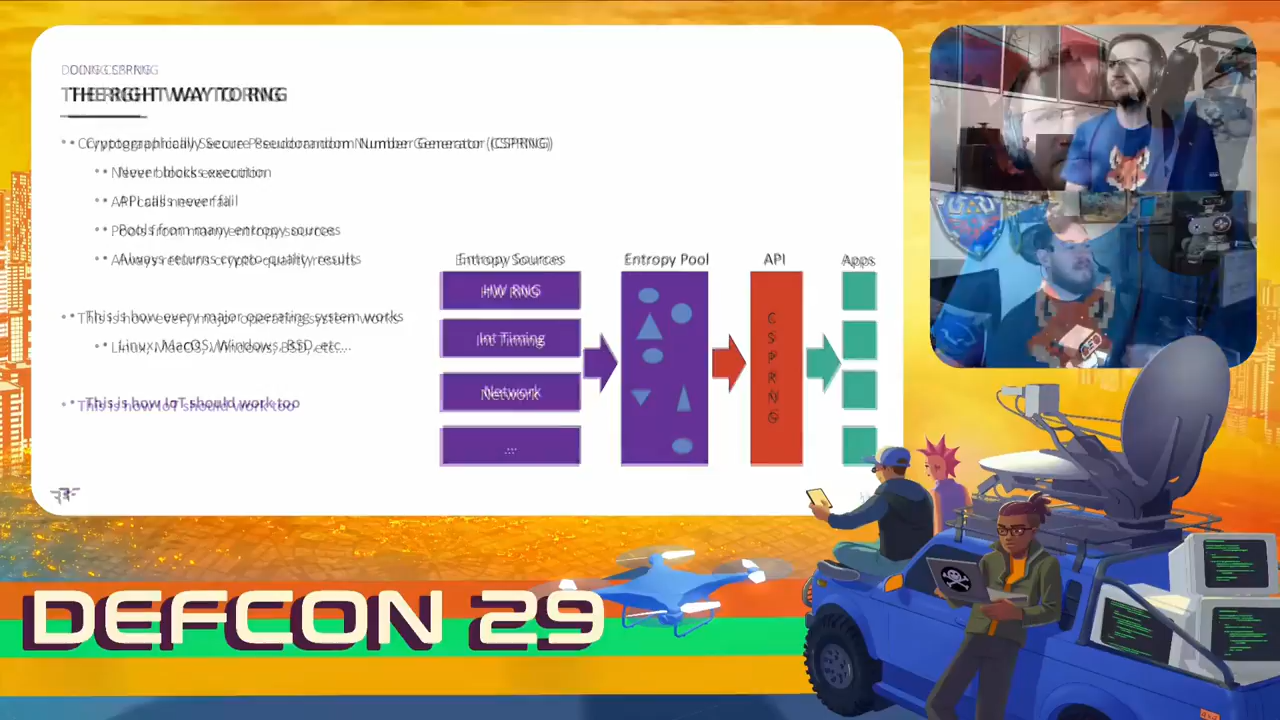 DOING CSPRNG
THE RIGHT WAY TO RNG
• Cryptographically Secure Pseudorandom Number Generator (CSPRNG)
• Never blocks execution
• API calls never fail
• Pools from many entropy sources
• Always returns crypto-quality results
• This is how every major operating system works
• Linux, MacOS, Windows, BSD, etc...
• This is how IoT should work too
Entropy Sources
Entropy Pool
API
Apps
HW RNG
Int Timing
Network
...
CSPRNG
DEFCON 29